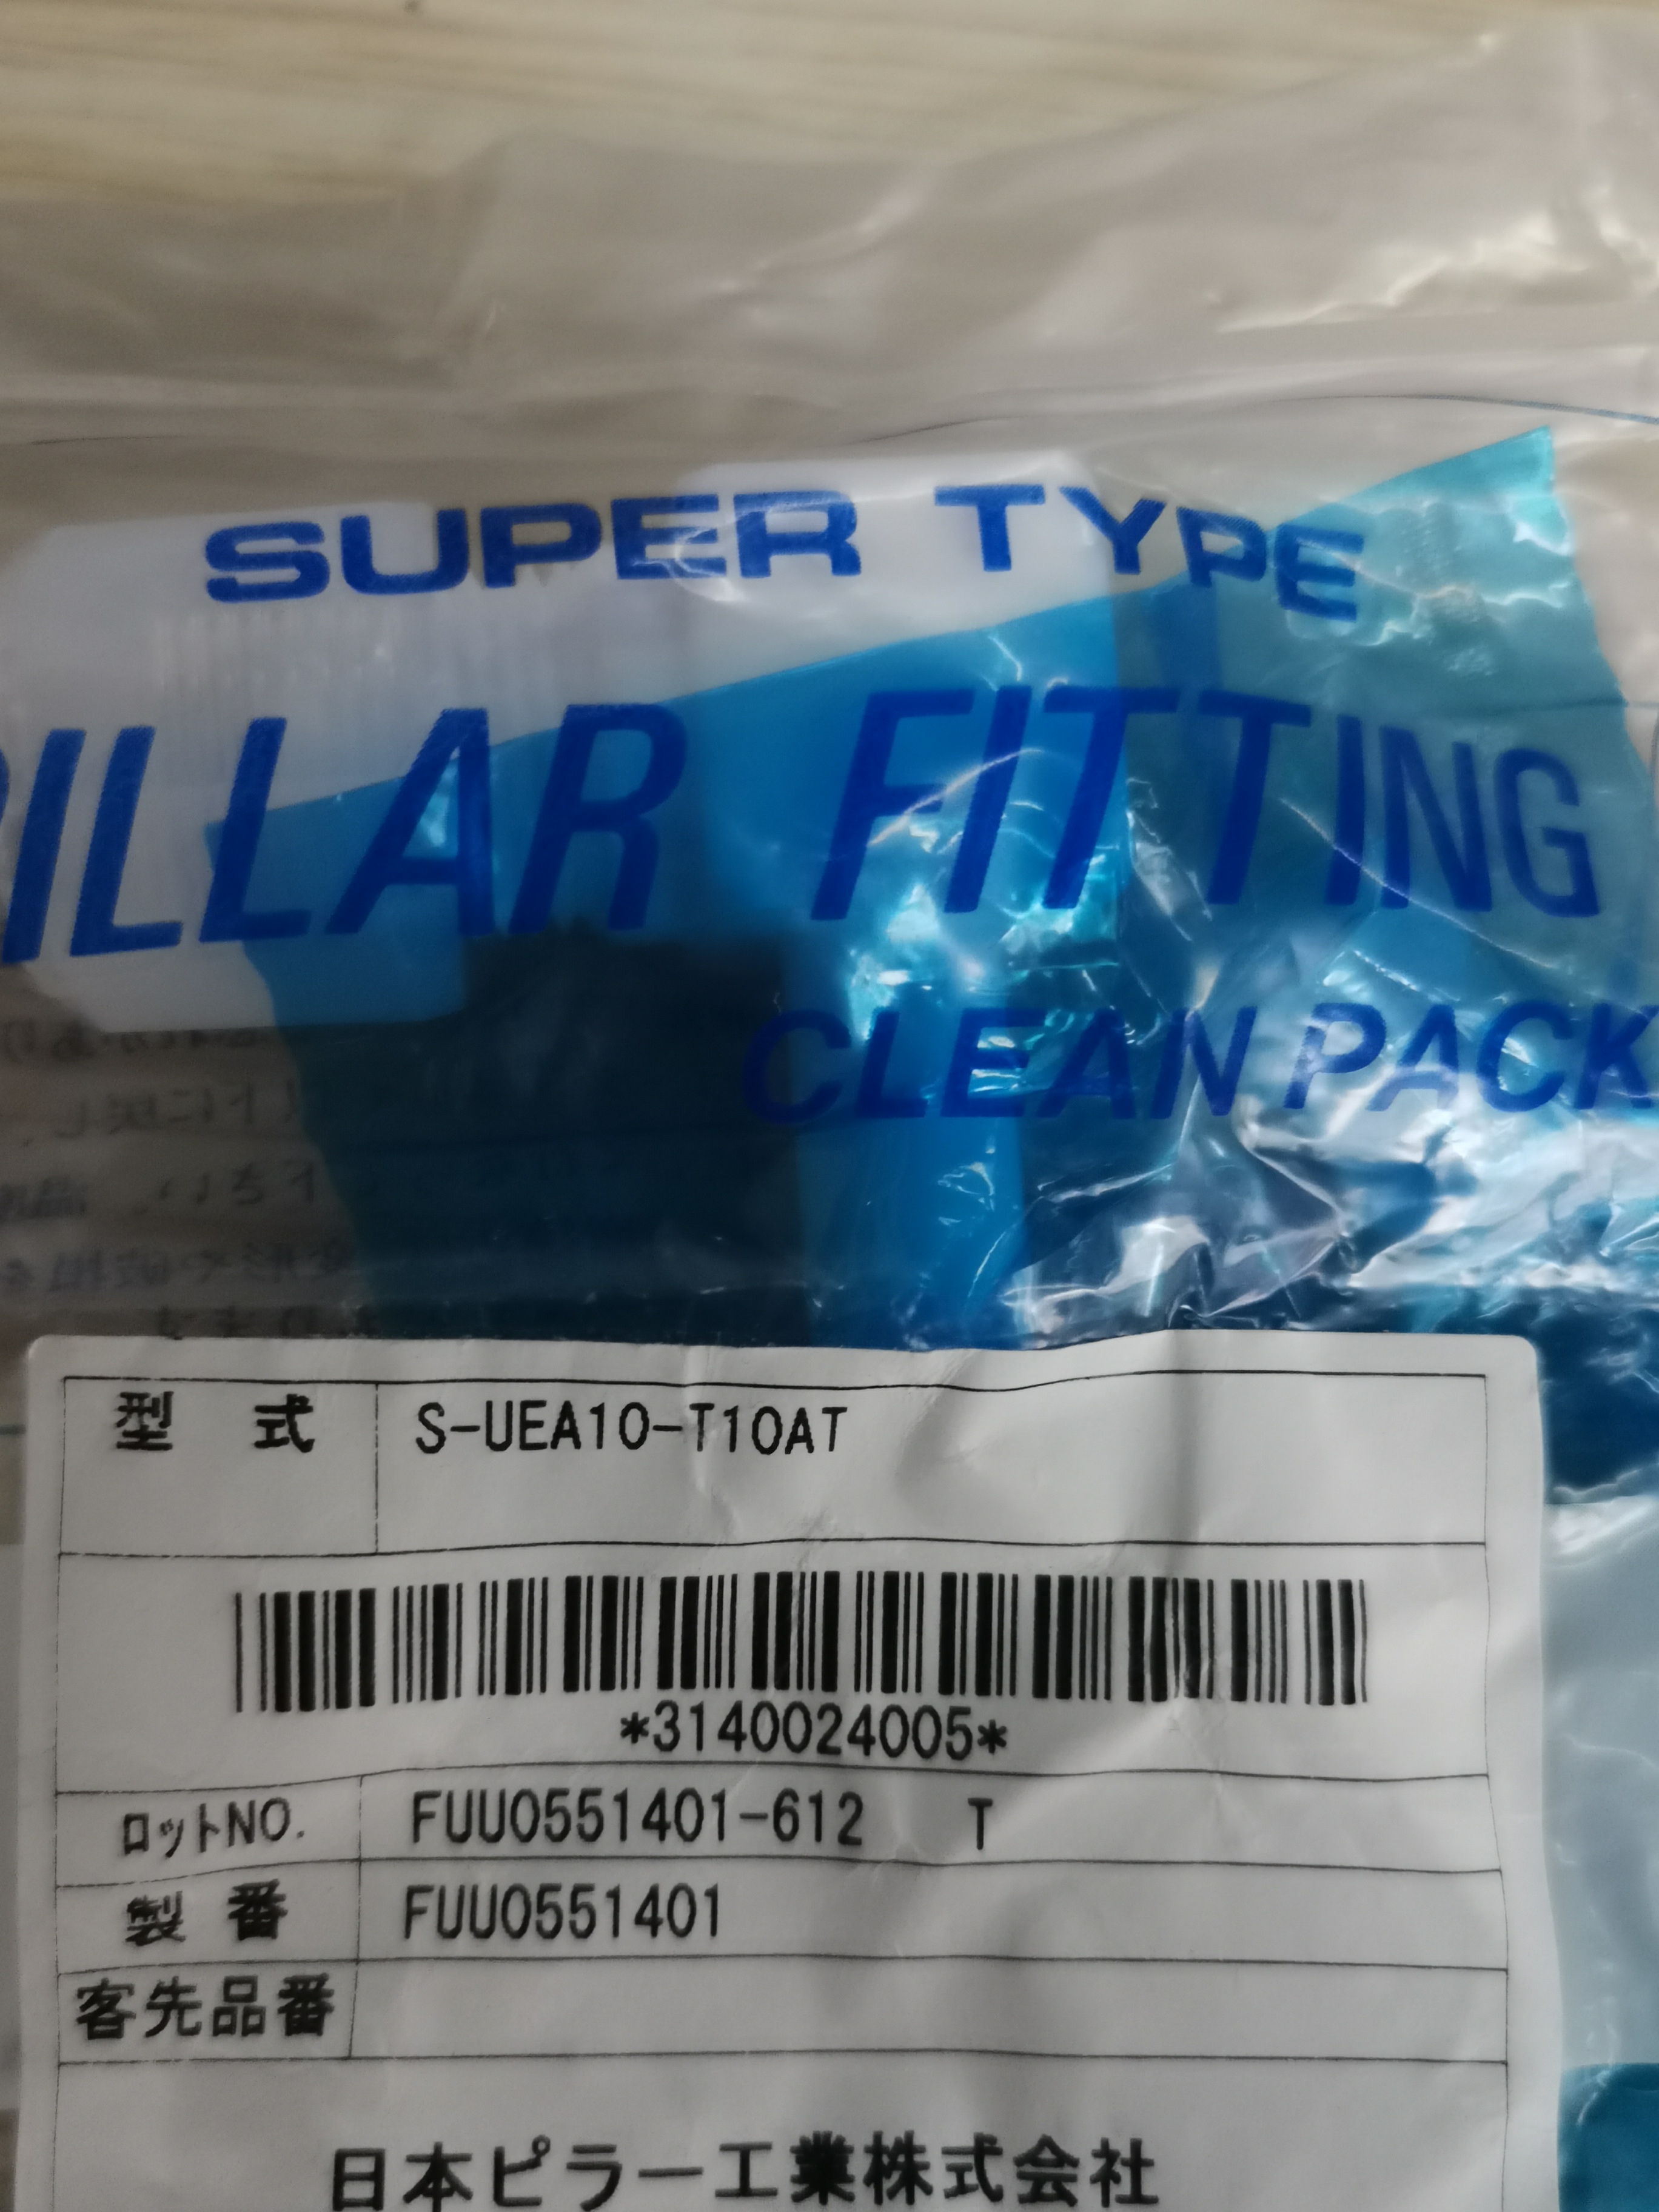 SUPER TYPE
PILLAR FITTING
CLEAN PACK
型 式 S-UEA10-T10AT
*3140024005*
ロットNO. FUU0551401-612 T
製 番 FUU0551401
客先品番
日本ピラー工業株式会社